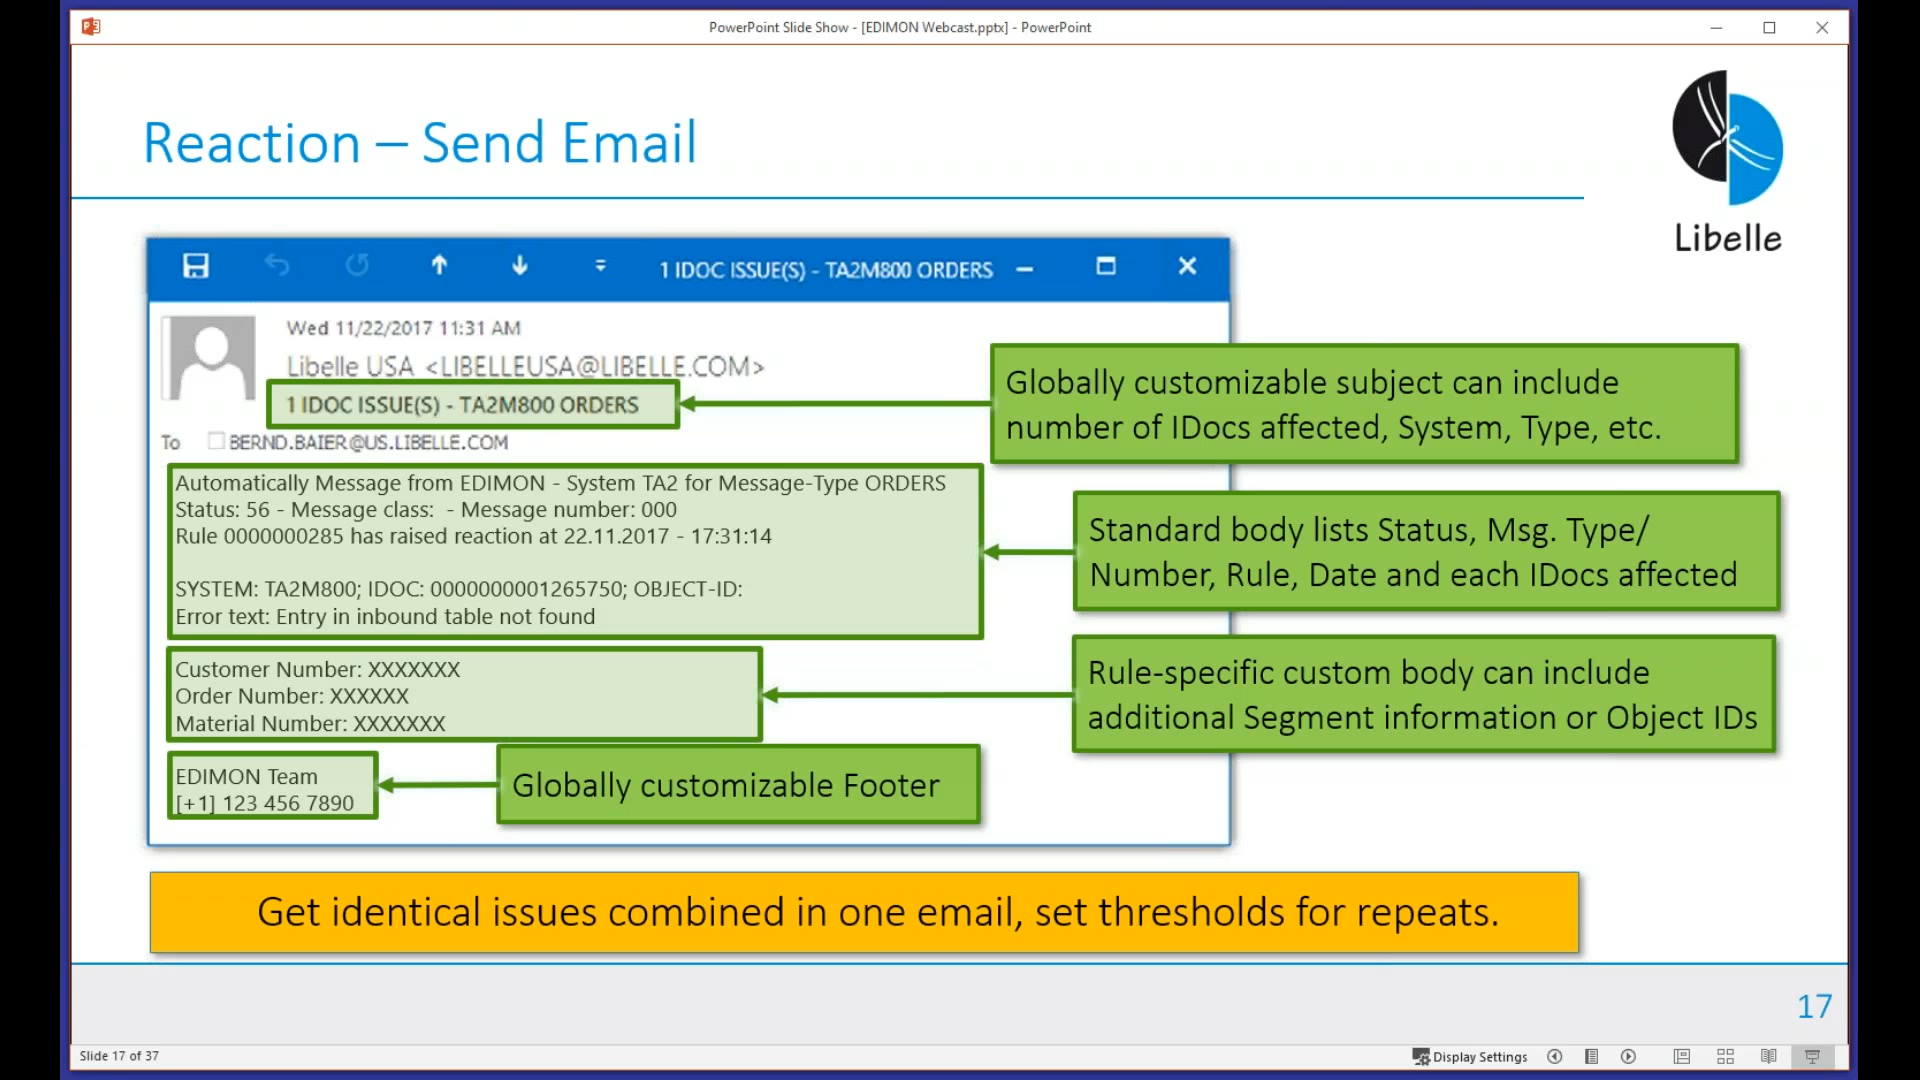 PowerPoint Slide Show - [EDIMON Webcast.pptx] - PowerPoint
Reaction – Send Email
Libelle
1 IDOC ISSUE(S) - TA2M800 ORDERS
Wed 11/22/2017 11:31 AM
Libelle USA <LIBELLEUSA@LIBELLE.COM>
1 IDOC ISSUE(S) - TA2M800 ORDERS
To BERND.BAIER@US.LIBELLE.COM
Globally customizable subject can include
number of IDocs affected, System, Type, etc.
Automatically Message from EDIMON - System TA2 for Message-Type ORDERS
Status: 56 - Message class:  - Message number: 000
Rule 0000000285 has raised reaction at 22.11.2017 - 17:31:14
SYSTEM: TA2M800; IDOC: 0000000001265750; OBJECT-ID:
Error text: Entry in inbound table not found
Standard body lists Status, Msg. Type/
Number, Rule, Date and each IDocs affected
Customer Number: XXXXXXX
Order Number: XXXXXX
Material Number: XXXXXXX
Rule-specific custom body can include
additional Segment information or Object IDs
EDIMON Team
[+1] 123 456 7890
Globally customizable Footer
Get identical issues combined in one email, set thresholds for repeats.
17
Slide 17 of 37
Display Settings